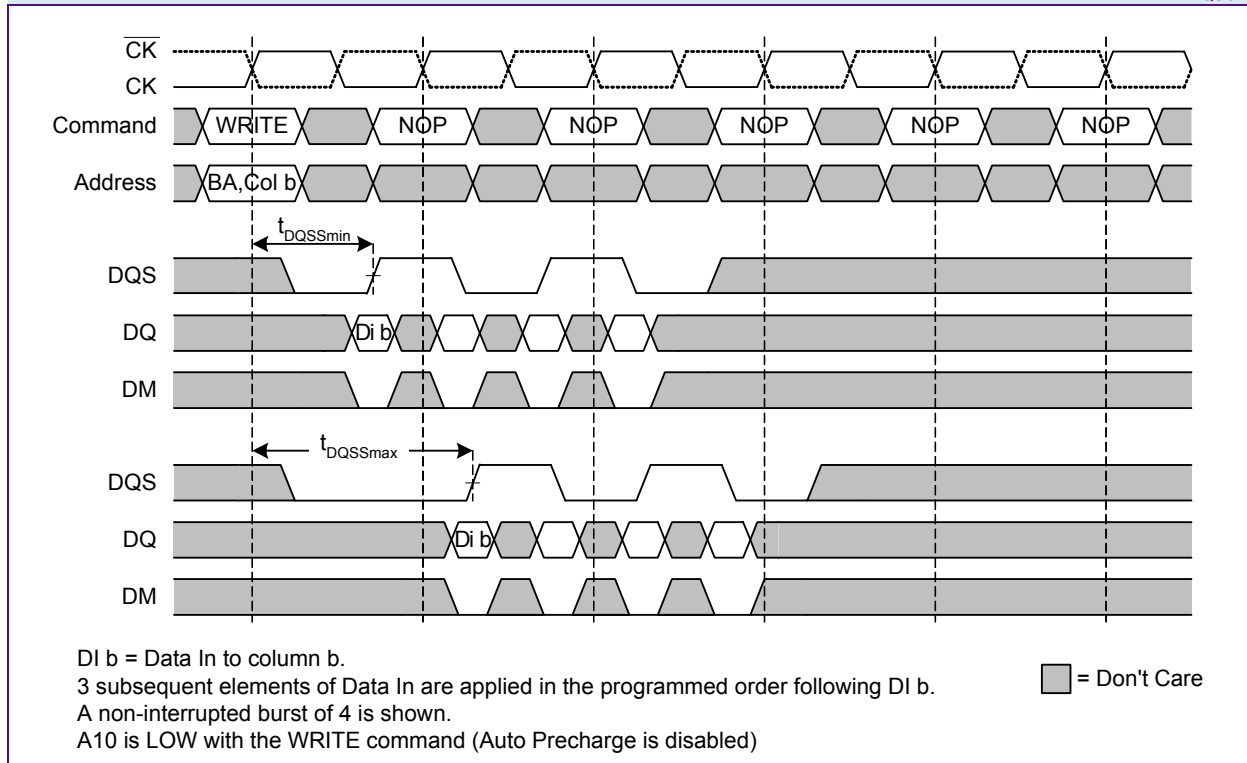 CK
CK
Command WRITE NOP NOP NOP NOP NOP
Address BA,Col b
tDQSSmin
DQS
DQ Di b
DM
tDQSSmax
DQS
DQ Di b
DM
DI b = Data In to column b.
3 subsequent elements of Data In are applied in the programmed order following DI b.
= Don't Care
A non-interrupted burst of 4 is shown.
A10 is LOW with the WRITE command (Auto Precharge is disabled)